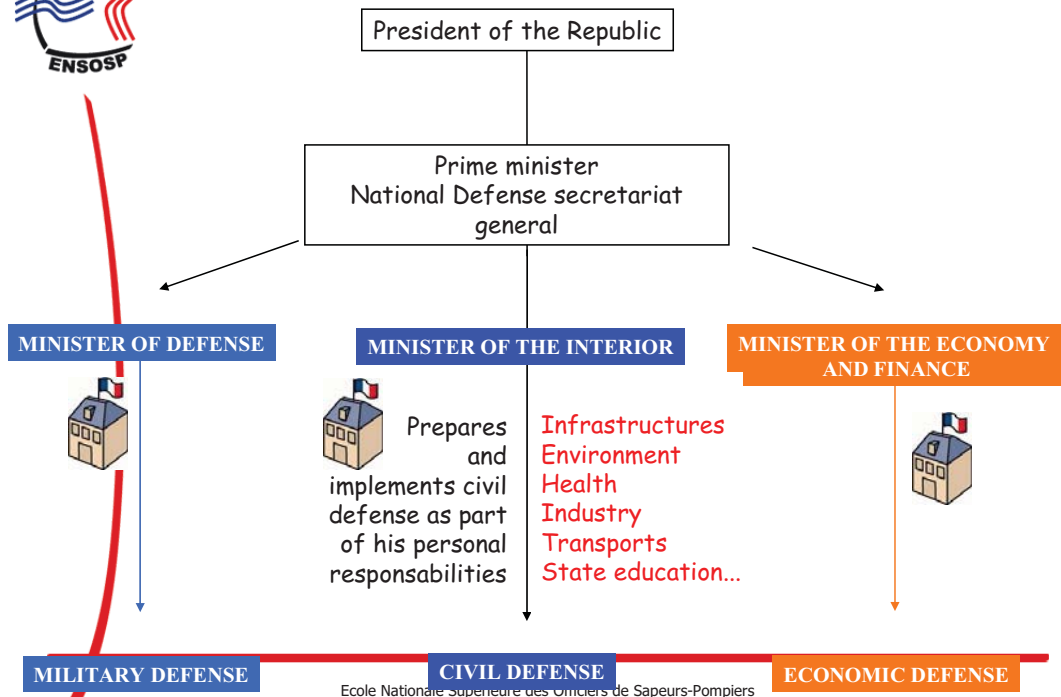 ENSOSP
President of the Republic
Prime minister
National Defense secretariat
general
MINISTER OF DEFENSE
MINISTER OF THE INTERIOR
MINISTER OF THE ECONOMY
AND FINANCE
Prepares
and
implements civil
defense as part
of his personal
responsabilities
Infrastructures
Environment
Health
Industry
Transports
State education...
MILITARY DEFENSE
CIVIL DEFENSE
ECONOMIC DEFENSE
Ecole Nationale Supérieure des Officiers de Sapeurs-Pompiers